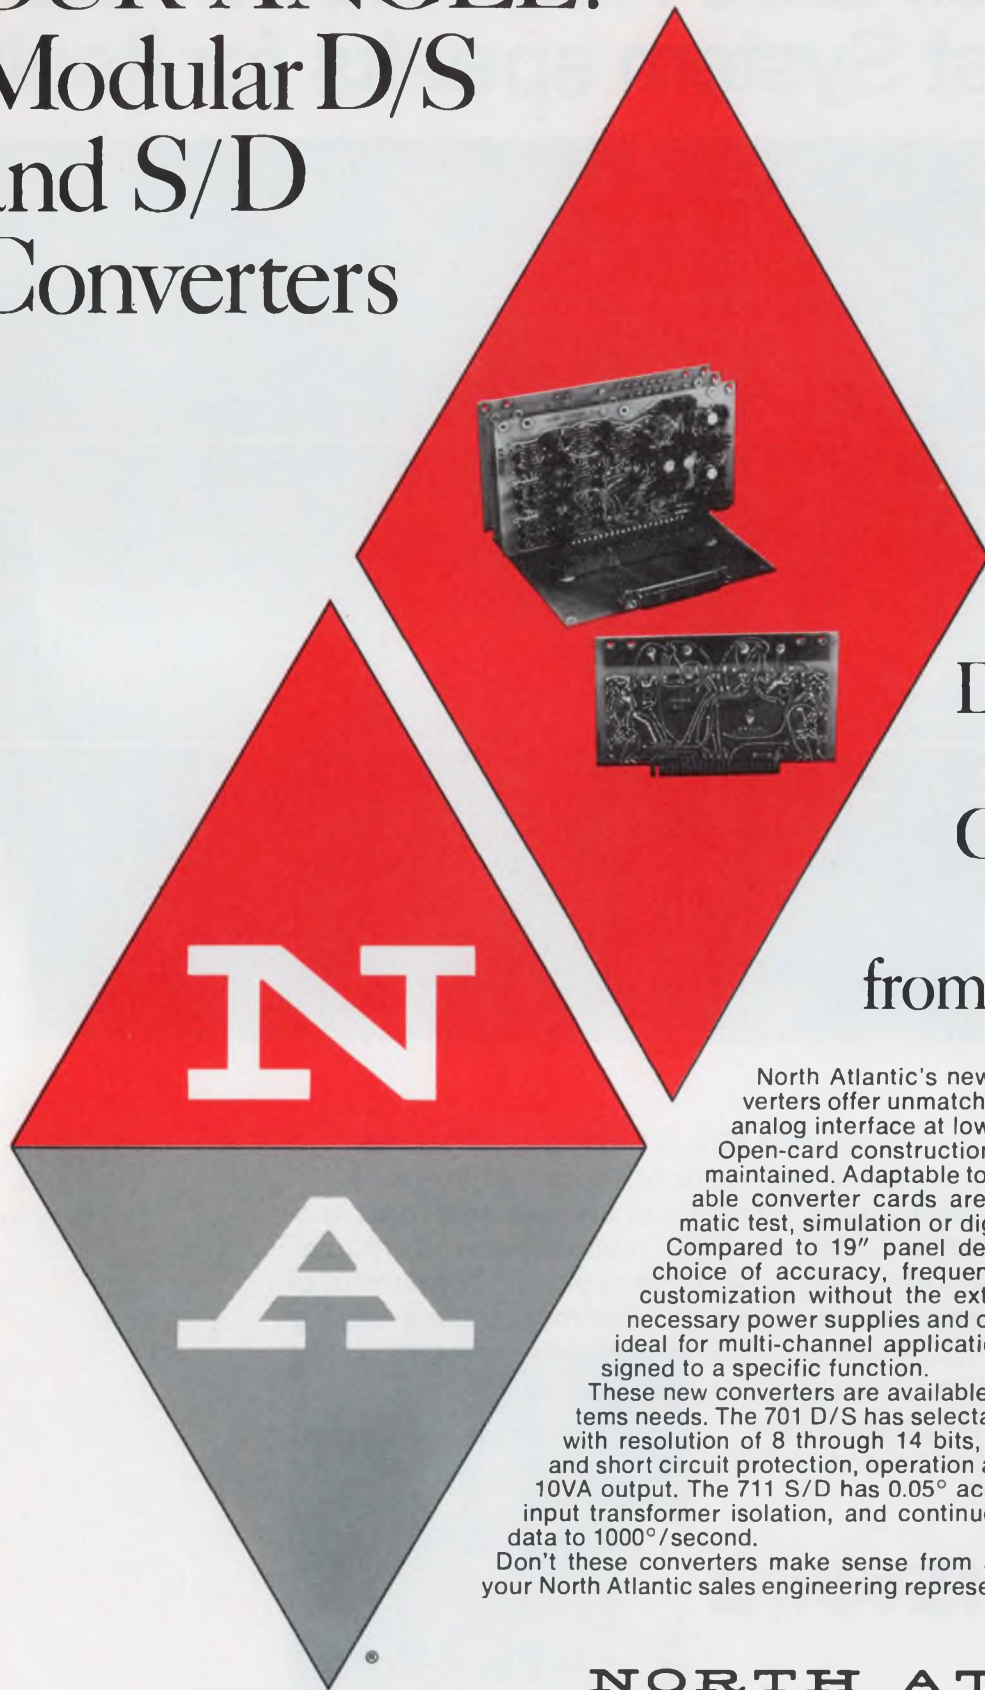 OUR ANGLE:
Modular D/S
and S/D
Converters
D
C
from
N
A
®
North Atlantic's new
verters offer unmatch
analog interface at low
Open-card construction
maintained. Adaptable to
able converter cards are
matic test, simulation or dig
Compared to 19" panel de
choice of accuracy, frequen
customization without the ext
necessary power supplies and c
ideal for multi-channel applicati
signed to a specific function.
These new converters are available
tems needs. The 701 D/S has selecta
with resolution of 8 through 14 bits,
and short circuit protection, operation a
10VA output. The 711 S/D has 0.05° ac
input transformer isolation, and continu
data to 1000°/second.
Don't these converters make sense from
your North Atlantic sales engineering represe
NORTH AT